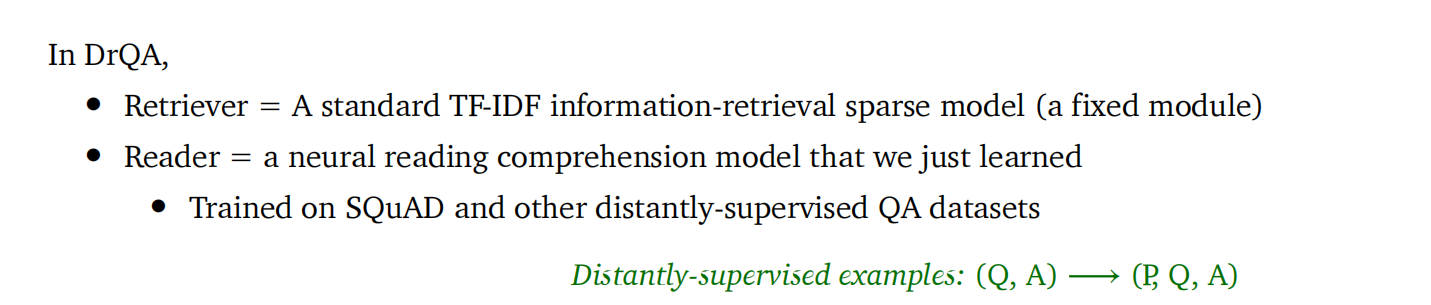 In DrQA,
• Retriever = A standard TF-IDF information-retrieval sparse model (a fixed module)
• Reader = a neural reading comprehension model that we just learned
• Trained on SQuAD and other distantly-supervised QA datasets
Distantly-supervised examples: (Q, A) ⟶ (P, Q, A)